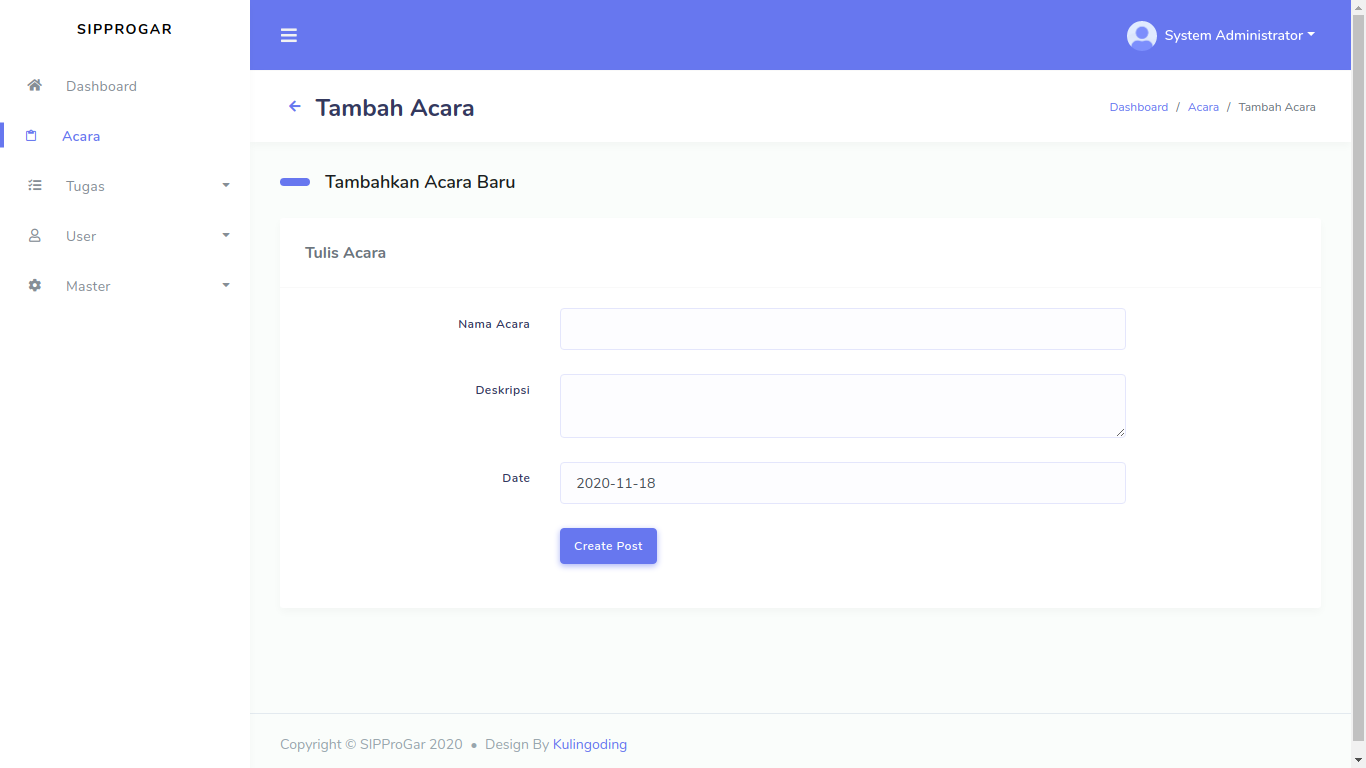 SIPPROGAR
System Administrator
Dashboard
Acara
Tugas
User
Master
Tambah Acara
Dashboard / Acara / Tambah Acara
Tambahkan Acara Baru
Tulis Acara
Nama Acara
Deskripsi
Date
2020-11-18
Create Post
Copyright © SIPProGar 2020 • Design By Kulingoding